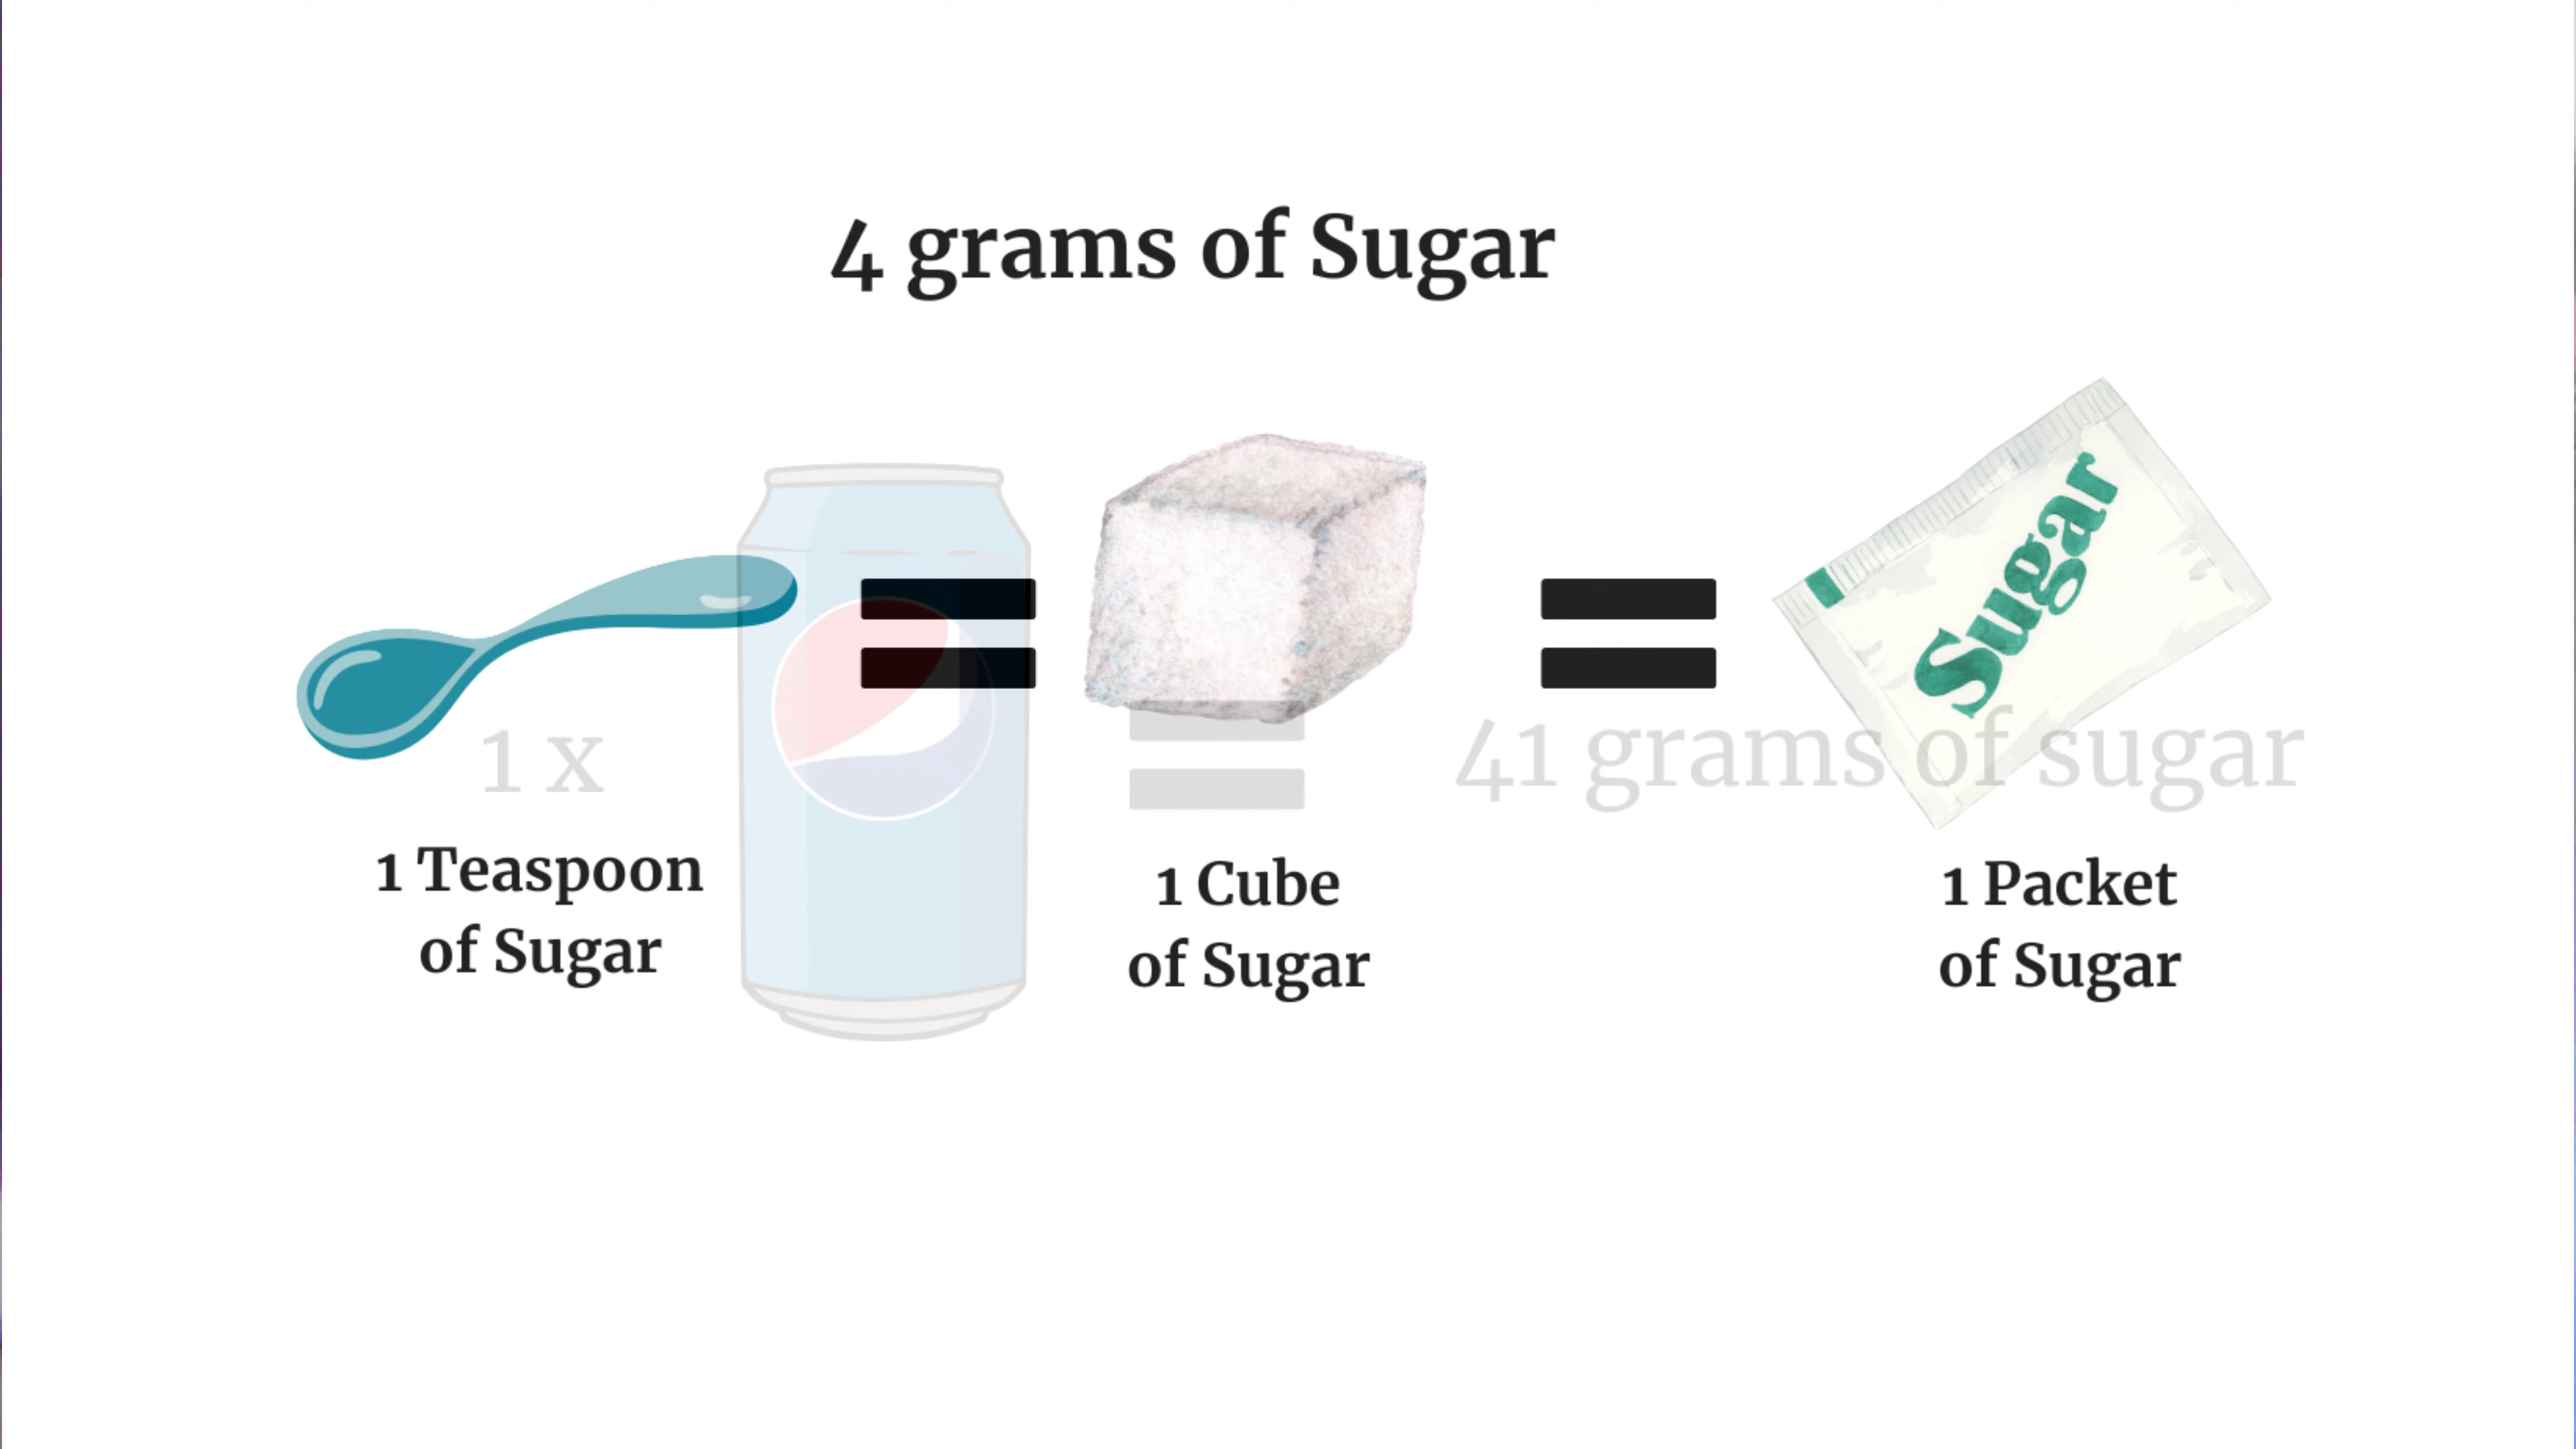 4 grams of Sugar
Sugar
1 x
41 grams of sugar
1 Teaspoon
of Sugar
1 Cube
of Sugar
1 Packet
of Sugar